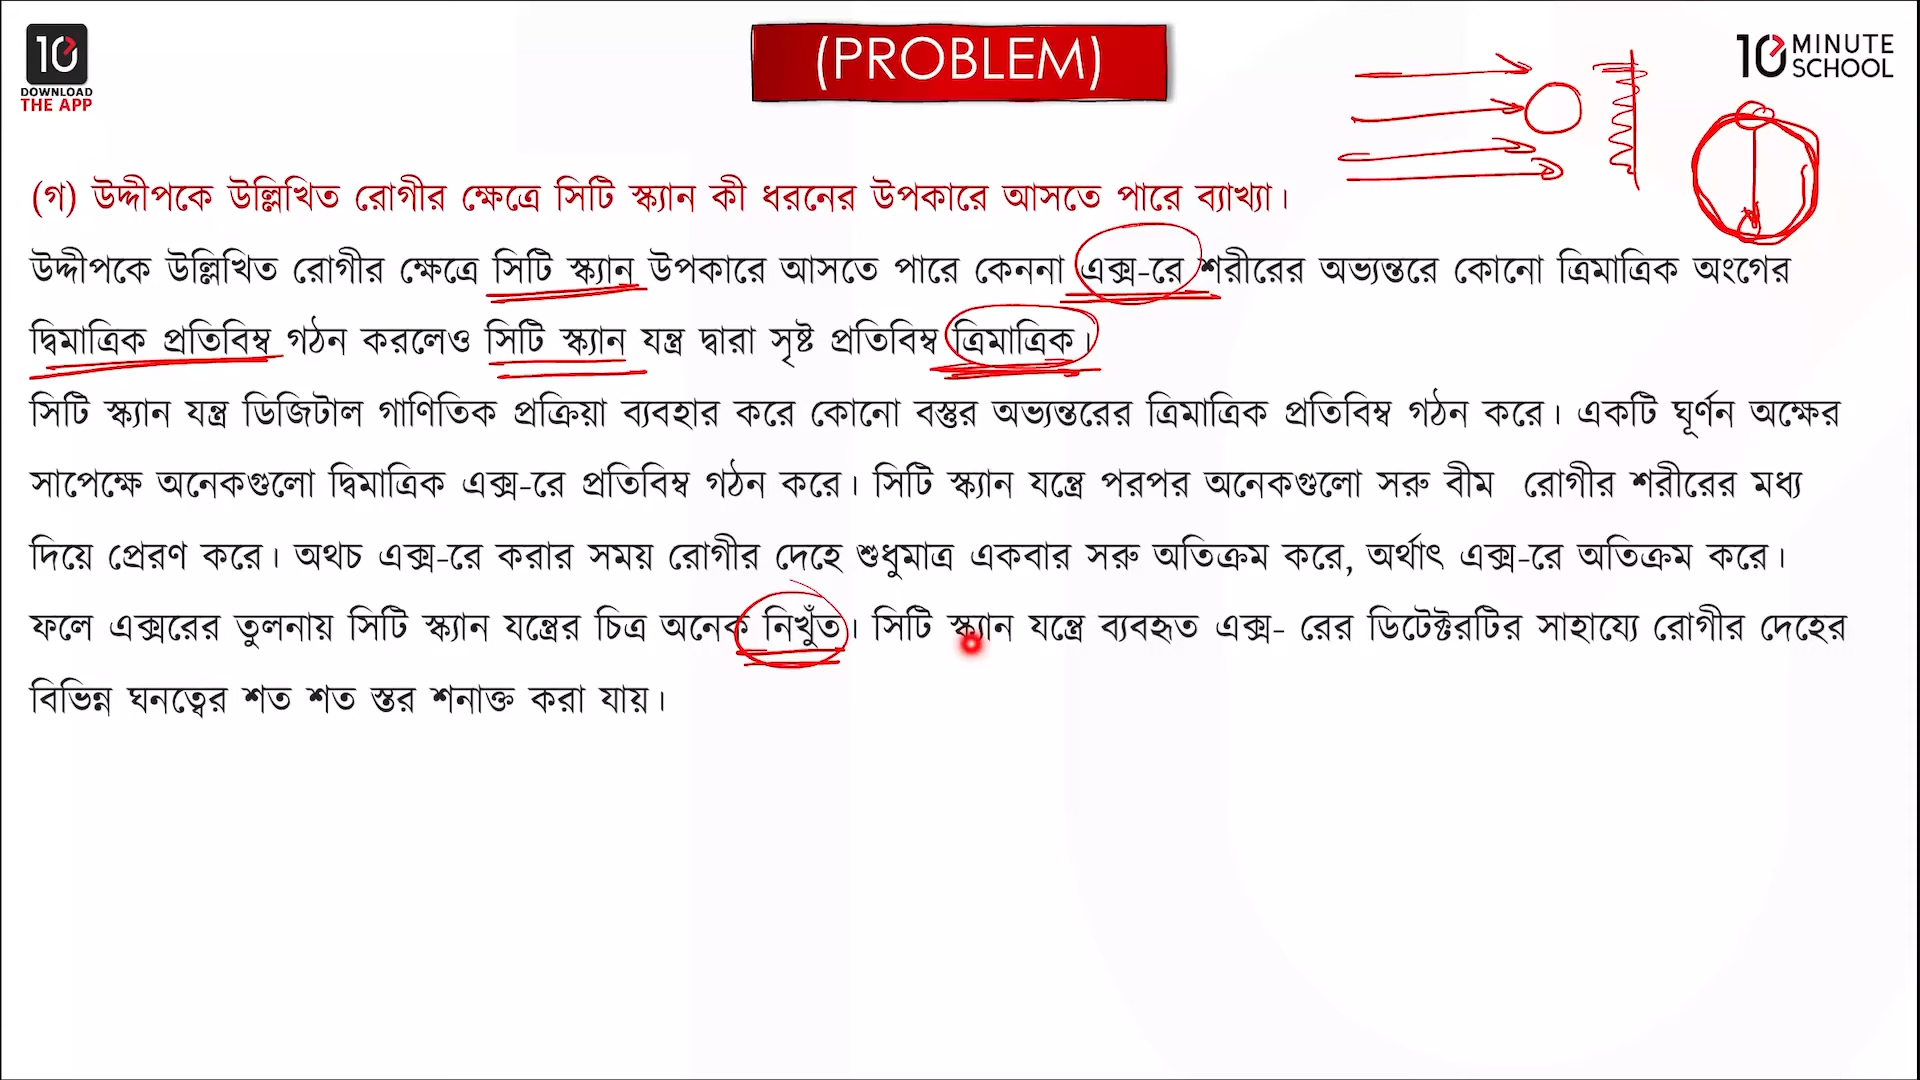 10
DOWNLOAD
THE APP
(PROBLEM)
10 MINUTE
SCHOOL
(গ) উদ্দীপকে উল্লিখিত রোগীর ক্ষেত্রে সিটি স্ক্যান কী ধরনের উপকারে আসতে পারে ব্যাখ্যা।
উদ্দীপকে উল্লিখিত রোগীর ক্ষেত্রে সিটি স্ক্যান উপকারে আসতে পারে কেননা এক্স-রে শরীরের অভ্যন্তরে কোনো ত্রিমাত্রিক অংগের
দ্বিমাত্রিক প্রতিবিম্ব গঠন করলেও সিটি স্ক্যান যন্ত্র দ্বারা সৃষ্ট প্রতিবিম্ব ত্রিমাত্রিক।
সিটি স্ক্যান যন্ত্র ডিজিটাল গাণিতিক প্রক্রিয়া ব্যবহার করে কোনো বস্তুর অভ্যন্তরের ত্রিমাত্রিক প্রতিবিম্ব গঠন করে। একটি ঘূর্ণন অক্ষের
সাপেক্ষে অনেকগুলো দ্বিমাত্রিক এক্স-রে প্রতিবিম্ব গঠন করে। সিটি স্ক্যান যন্ত্রে পরপর অনেকগুলো সরু বীম রোগীর শরীরের মধ্য
দিয়ে প্রেরণ করে। অথচ এক্স-রে করার সময় রোগীর দেহে শুধুমাত্র একবার সরু অতিক্রম করে, অর্থাৎ এক্স-রে অতিক্রম করে।
ফলে এক্সরের তুলনায় সিটি স্ক্যান যন্ত্রের চিত্র অনেক নিখুঁত। সিটি স্ক্যান যন্ত্রে ব্যবহৃত এক্স- রের ডিটেক্টরটির সাহায্যে রোগীর দেহের
বিভিন্ন ঘনত্বের শত শত স্তর শনাক্ত করা যায়।